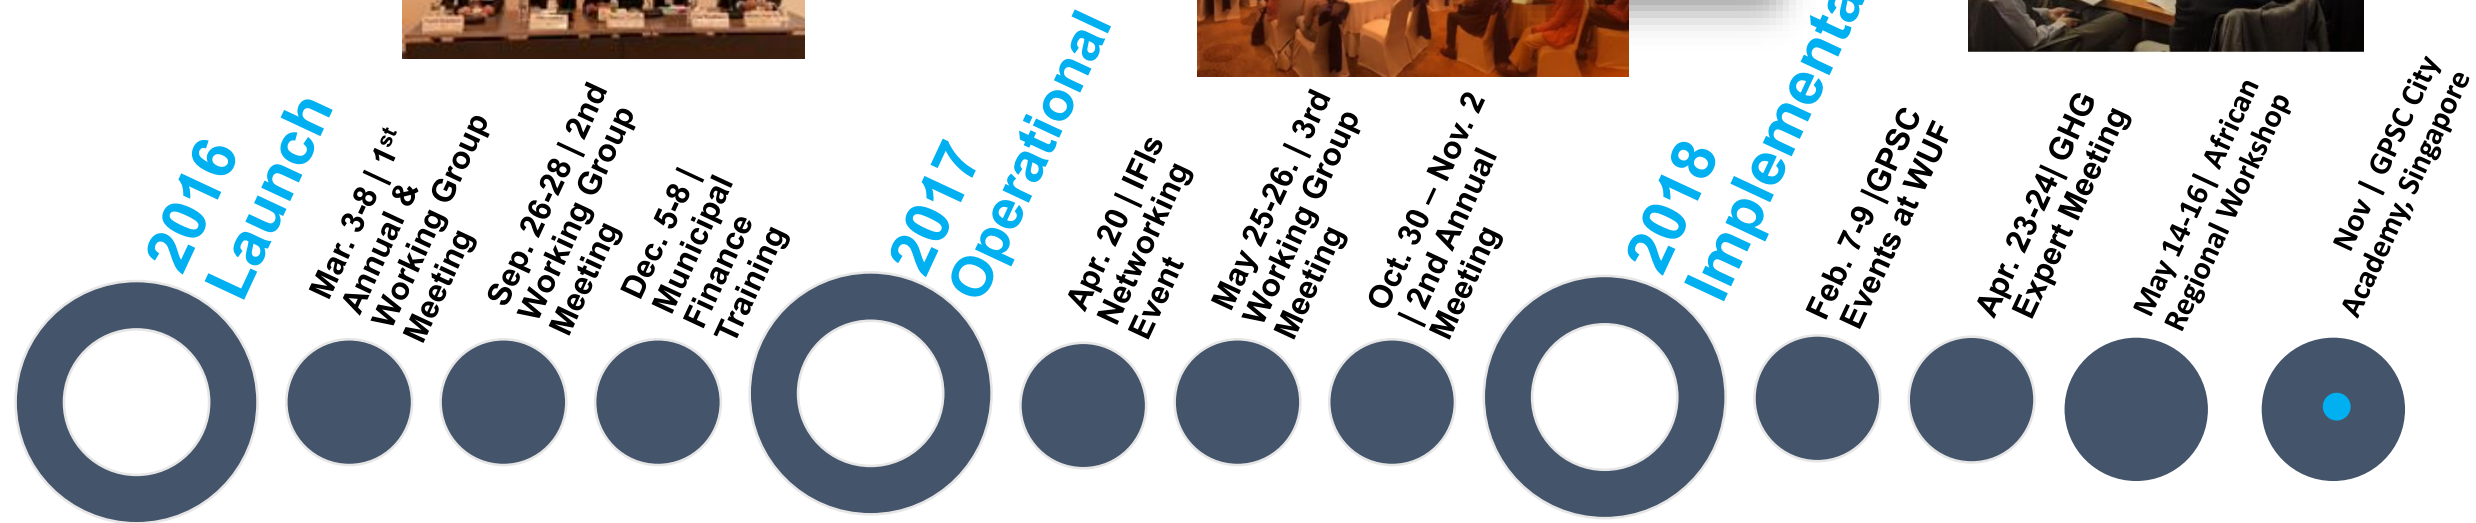 2016
Launch
Mar. 3-8 | 1st
Annual &
Working Group
Meeting
Sep. 26-28 | 2nd
Working Group
Meeting
Dec. 5-8 |
Municipal
Finance
Training
2017
Operational
Apr. 20 | IFIs
Networking
Event
May 25-26. | 3rd
Working Group
Meeting
Oct. 30 – Nov. 2
| 2nd Annual
Meeting
2018
Implementa
Feb. 7-9 |GPSC
Events at WUF
Apr. 23-24| GHG
Expert Meeting
May 14-16| African
Regional Workshop
Nov | GPSC City
Academy, Singapore